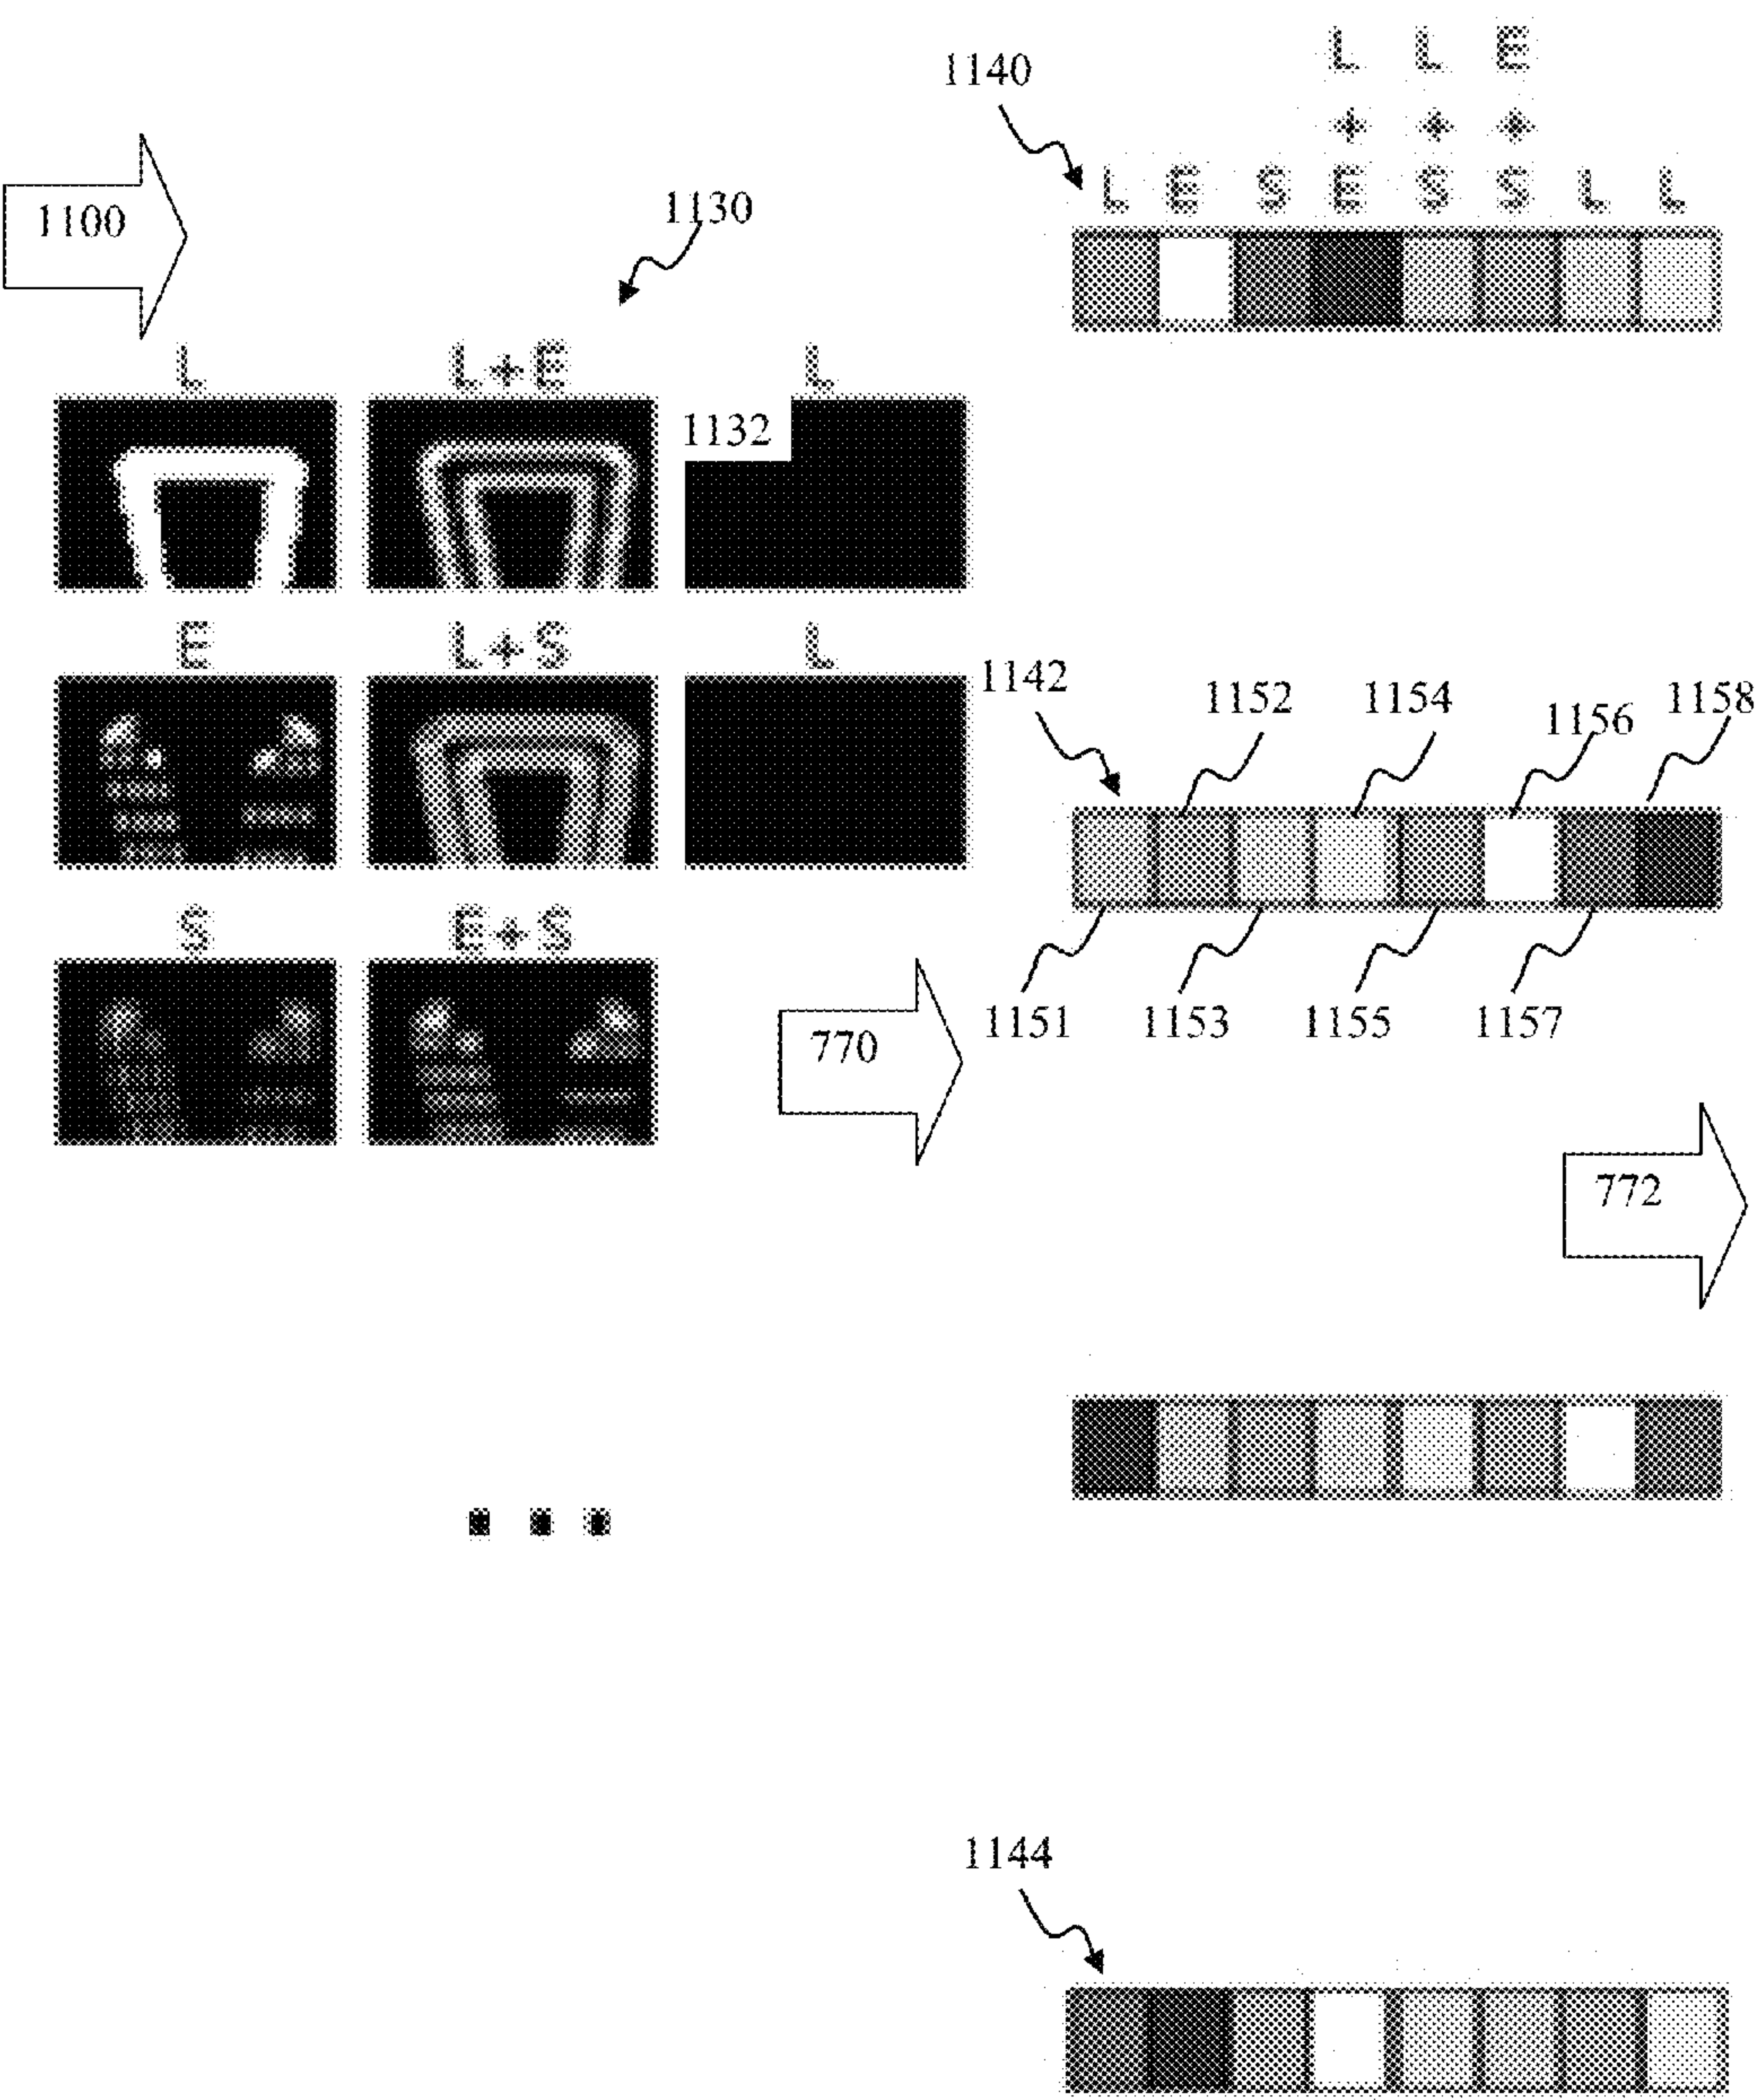 L L E
1140
+ + +
L E S E S S L L
1100
1130
L L+E L
1132
E L+S L
1142
1152 1154 1156 1158
S E+S
770
1151 1153 1155 1157
772
1144